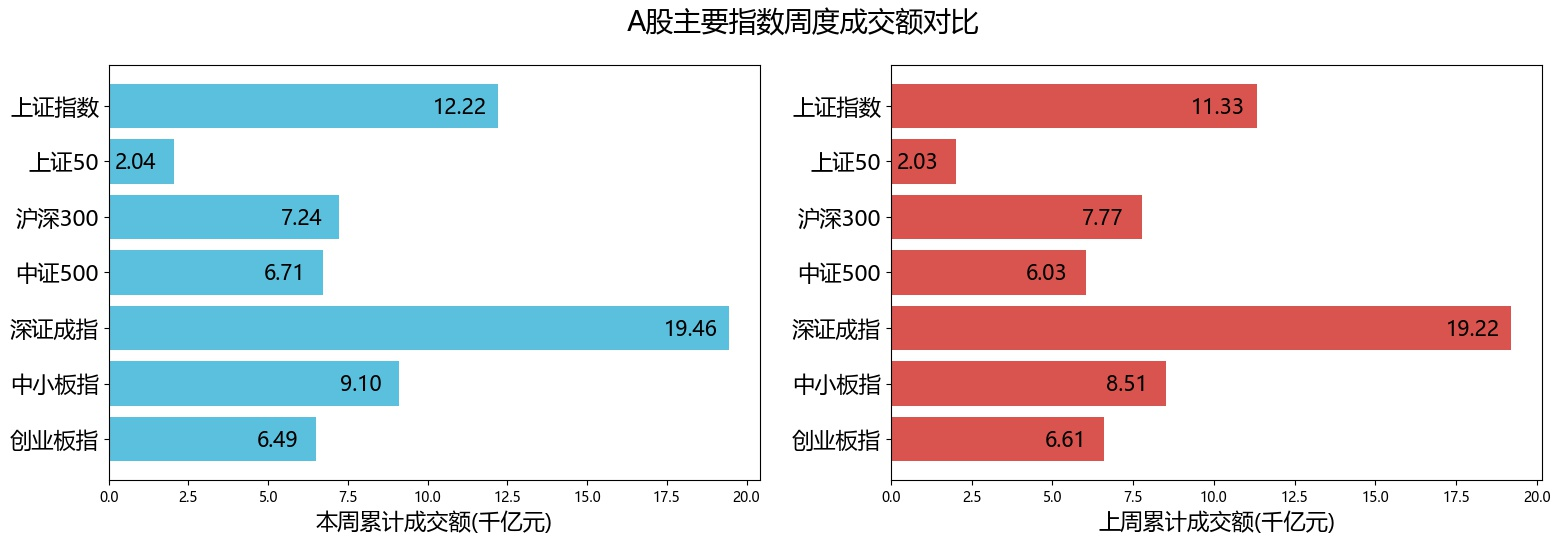 A股主要指数周度成交额对比
上证指数 12.22
上证50 2.04
沪深300 7.24
中证500 6.71
深证成指 19.46
中小板指 9.10
创业板指 6.49
0.0 2.5 5.0 7.5 10.0 12.5 15.0 17.5 20.0
本周累计成交额(千亿元)
上证指数 11.33
上证50 2.03
沪深300 7.77
中证500 6.03
深证成指 19.22
中小板指 8.51
创业板指 6.61
0.0 2.5 5.0 7.5 10.0 12.5 15.0 17.5 20.0
上周累计成交额(千亿元)